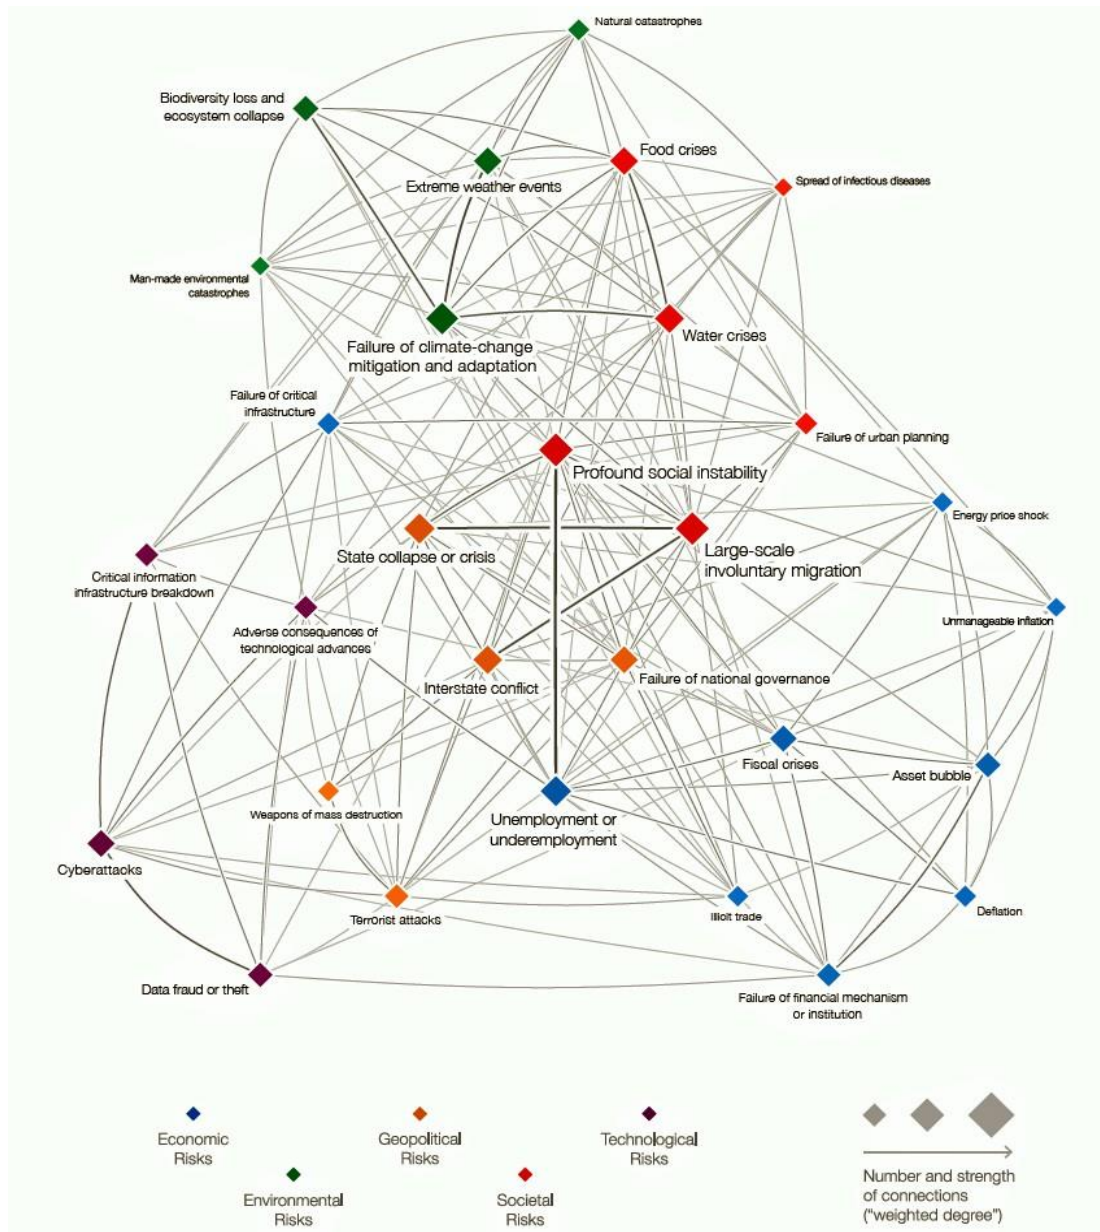 Natural catastrophes
Biodiversity loss and
ecosystem collapse
Food crises
Extreme weather events
Spread of infectious diseases
Man-made environmental
catastrophes
Water crises
Failure of climate-change
mitigation and adaptation
Failure of critical
infrastructure
Failure of urban planning
Profound social instability
Energy price shock
State collapse or crisis
Large-scale
involuntary migration
Critical information
infrastructure breakdown
Unmanageable inflation
Adverse consequences of
technological advances
Interstate conflict
Failure of national governance
Fiscal crises
Asset bubble
Weapons of mass destruction
Unemployment or
underemployment
Cyberattacks
Terrorist attacks
Illicit trade
Deflation
Data fraud or theft
Failure of financial mechanism
or institution
Economic
Risks
Geopolitical
Risks
Technological
Risks
Environmental
Risks
Societal
Risks
Number and strength
of connections
("weighted degree")